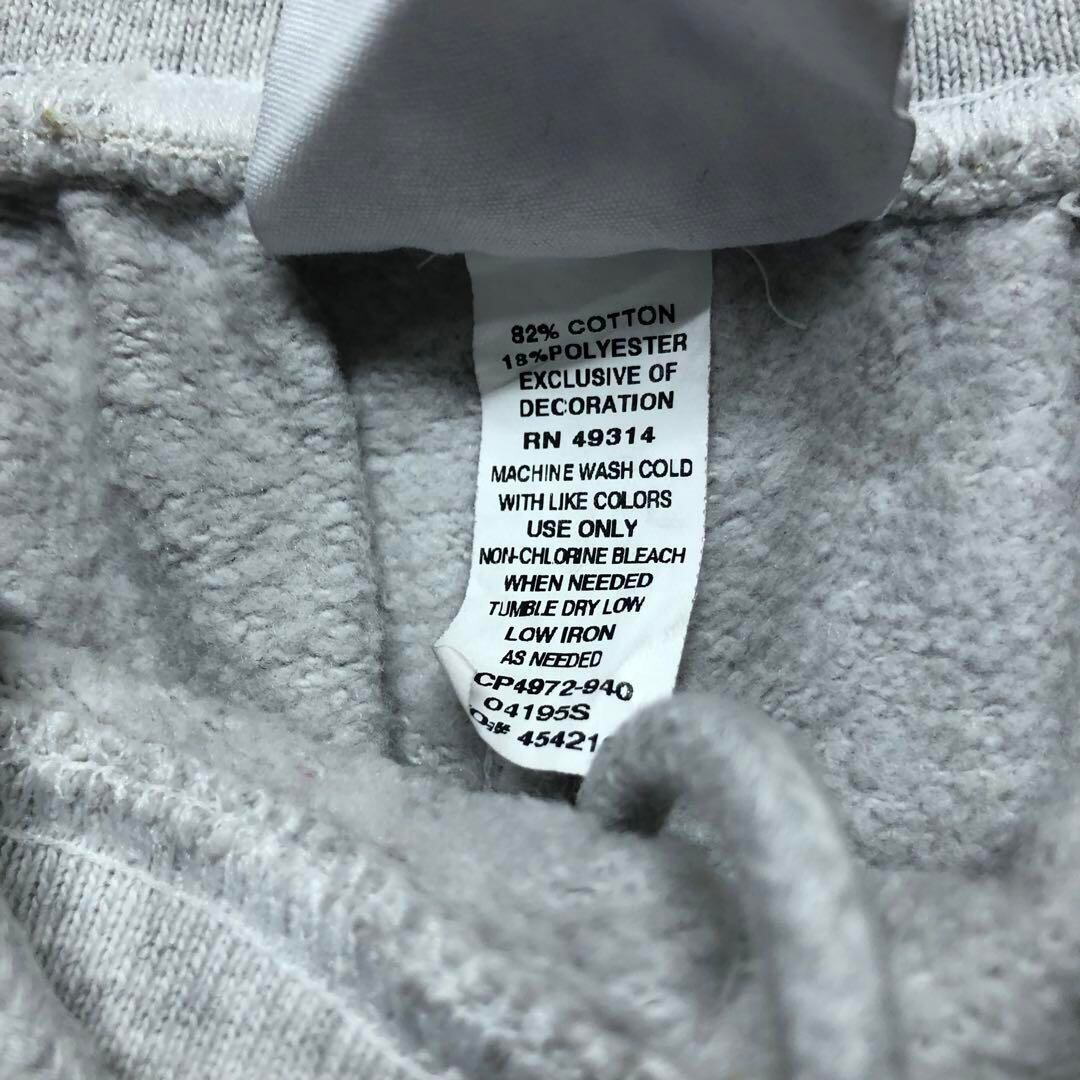 82% COTTON
18%POLYESTER
EXCLUSIVE OF
DECORATION
RN 49314
MACHINE WASH COLD
WITH LIKE COLORS
USE ONLY
NON-CHLORINE BLEACH
WHEN NEEDED
TUMBLE DRY LOW
LOW IRON
AS NEEDED
CP4972-940
04195S